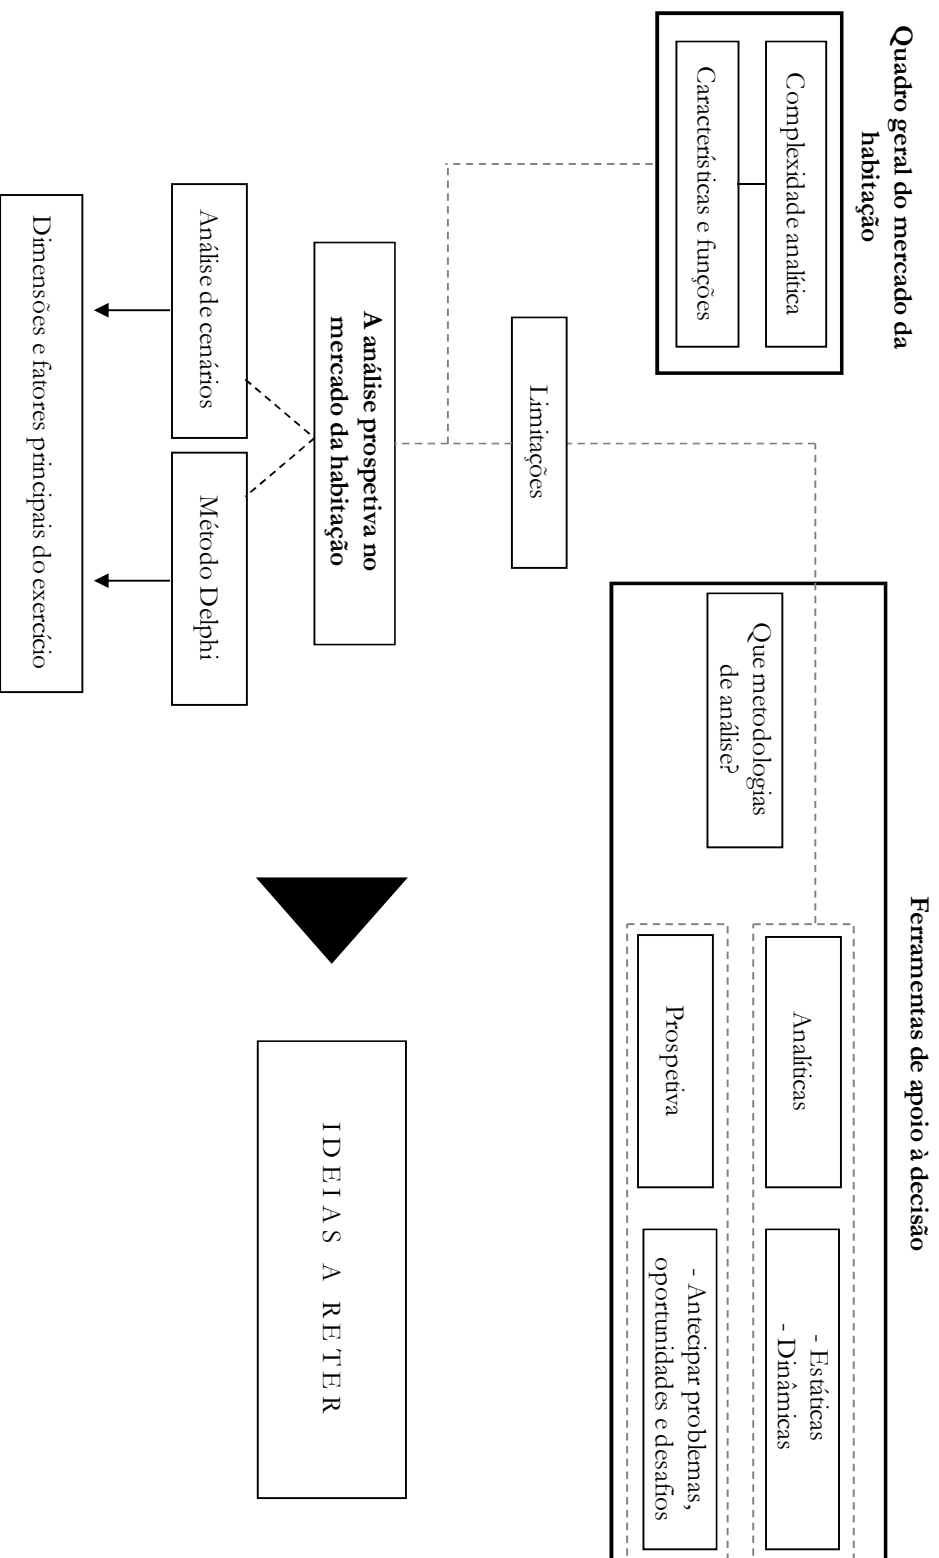 Quadro geral do mercado da
habitação
Complexidade analítica
Características e funções
Ferramentas de apoio à decisão
Que metodologias
de análise?
Analíticas
- Estáticas
- Dinâmicas
Prospetiva
- Antecipar problemas,
oportunidades e desafios
Limitações
A análise prospetiva no
mercado da habitação
Análise de cenários
Método Delphi
Dimensões e fatores principais do exercício
IDEIAS A RETER